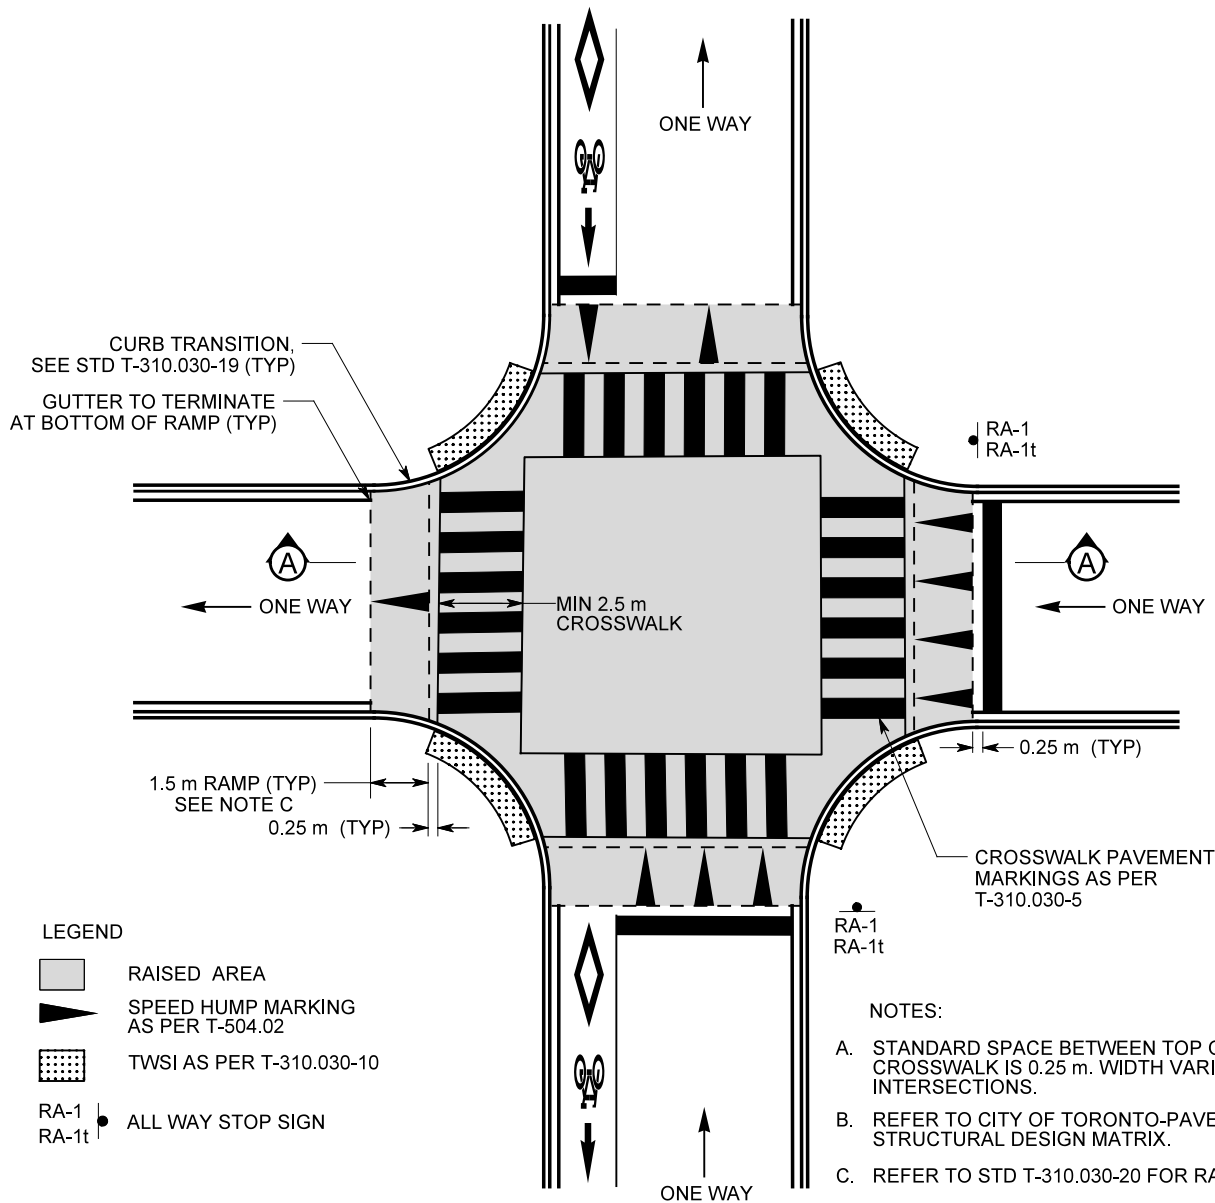 ONE WAY
CURB TRANSITION,
SEE STD T-310.030-19 (TYP)
GUTTER TO TERMINATE
AT BOTTOM OF RAMP (TYP)
RA-1
RA-1t
A
A
ONE WAY
MIN 2.5 m
CROSSWALK
ONE WAY
0.25 m (TYP)
1.5 m RAMP (TYP)
SEE NOTE C
0.25 m (TYP)
CROSSWALK PAVEMENT
MARKINGS AS PER
T-310.030-5
RA-1
RA-1t
LEGEND
RAISED AREA
SPEED HUMP MARKING
AS PER T-504.02
TWSI AS PER T-310.030-10
RA-1
RA-1t
ALL WAY STOP SIGN
ONE WAY
NOTES:
A. STANDARD SPACE BETWEEN TOP
CROSSWALK IS 0.25 m. WIDTH VARI
INTERSECTIONS.
B. REFER TO CITY OF TORONTO-PAVE
STRUCTURAL DESIGN MATRIX.
C. REFER TO STD T-310.030-20 FOR RA